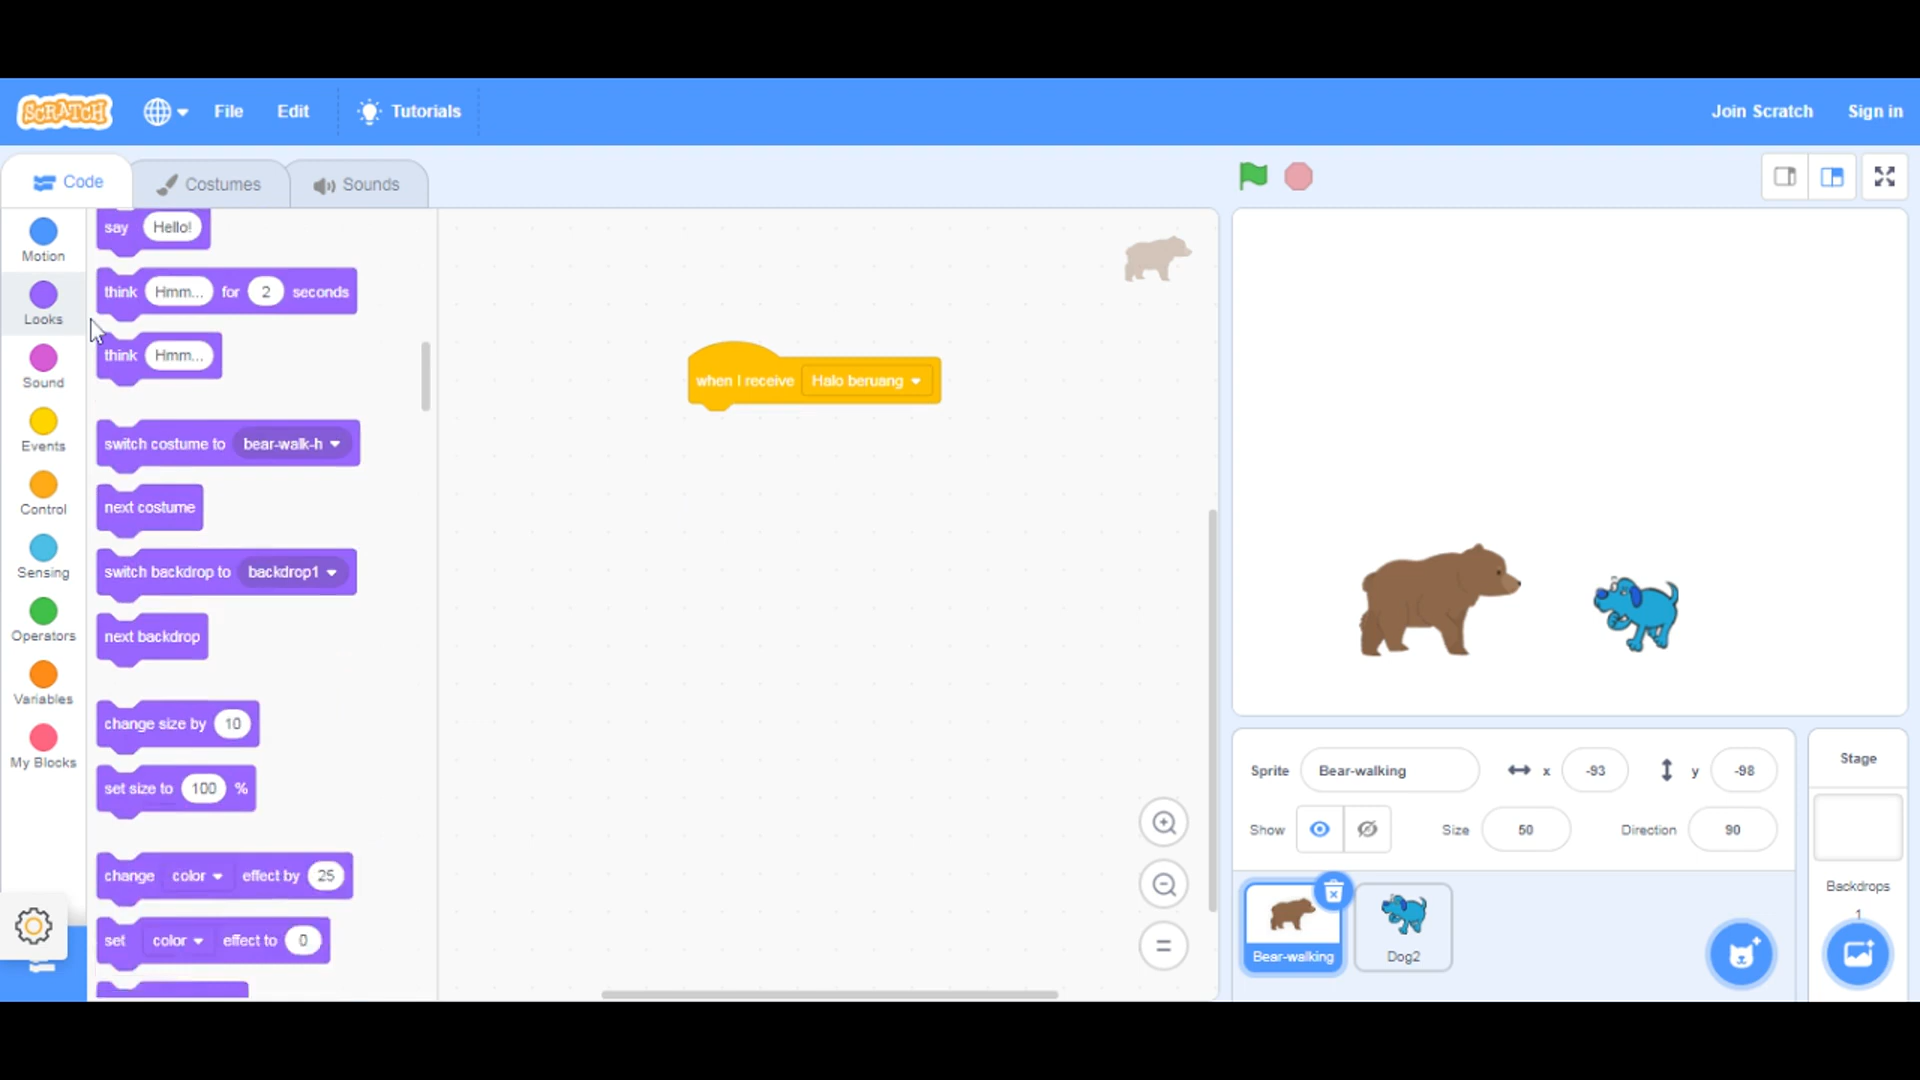 SCRATCH File Edit Tutorials Join Scratch Sign in
Code Costumes Sounds
Motion
Looks
Sound
Events
Control
Sensing
Operators
Variables
My Blocks
say Hello!
think Hmm... for 2 seconds
think Hmm...
switch costume to bear-walk-h
next costume
switch backdrop to backdrop1
next backdrop
change size by 10
set size to 100 %
change color effect by 25
set color effect to 0
when I receive Halo beruang
Sprite Bear-walking x -93 y -98
Show Size 50 Direction 90
Bear-walking Dog2
Stage
Backdrops
1